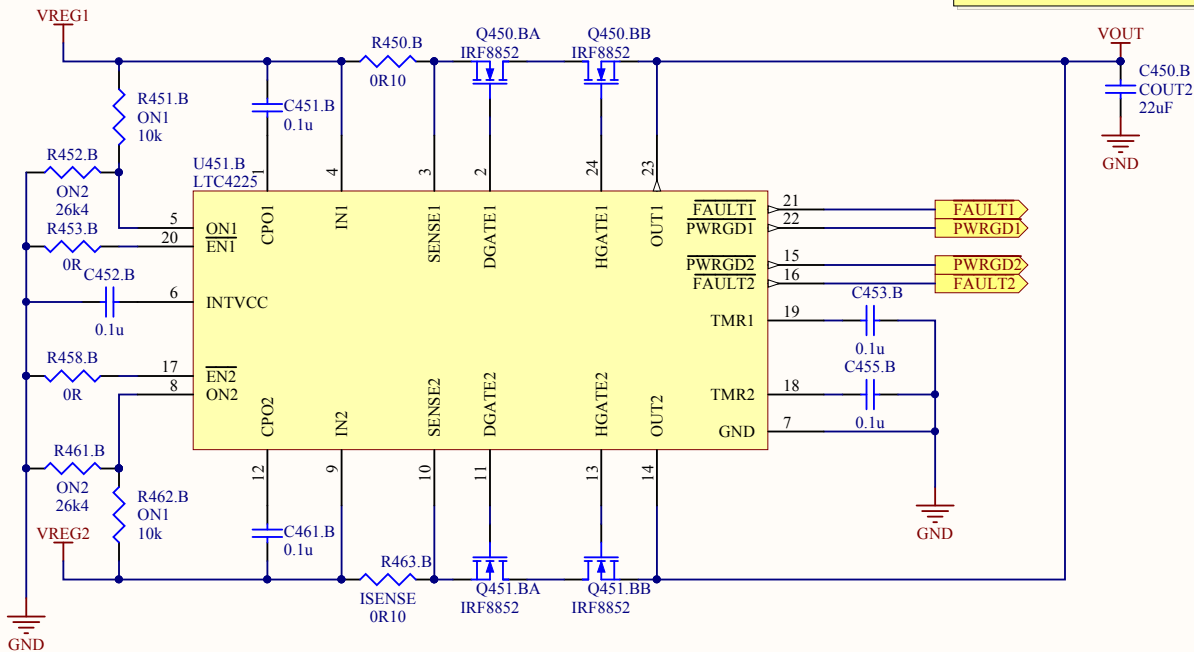 VREG1
R450.B
0R10
Q450.BA
IRF8852
Q450.BB
IRF8852
VOUT
C450.B
COUT2
22uF
GND
R451.B
ON1
10k
C451.B
0.1u
R452.B
ON2
26k4
U451.B
LTC4225
1
4
3
2
24
23
CPO1
IN1
SENSE1
DGATE1
HGATE1
OUT1
5
ON1
20
EN1
R453.B
0R
C452.B
0.1u
6
INTVCC
FAULT1
21
FAULT1
PWRGD1
22
PWRGD1
PWRGD2
15
PWRGD2
FAULT2
16
FAULT2
TMR1
19
C453.B
0.1u
R458.B
0R
17
EN2
8
ON2
TMR2
18
C455.B
0.1u
GND
7
GND
CPO2
IN2
SENSE2
DGATE2
HGATE2
OUT2
12
9
10
11
13
14
R461.B
ON2
26k4
R462.B
ON1
10k
VREG2
C461.B
0.1u
R463.B
ISENSE
0R10
Q451.BA
IRF8852
Q451.BB
IRF8852
GND